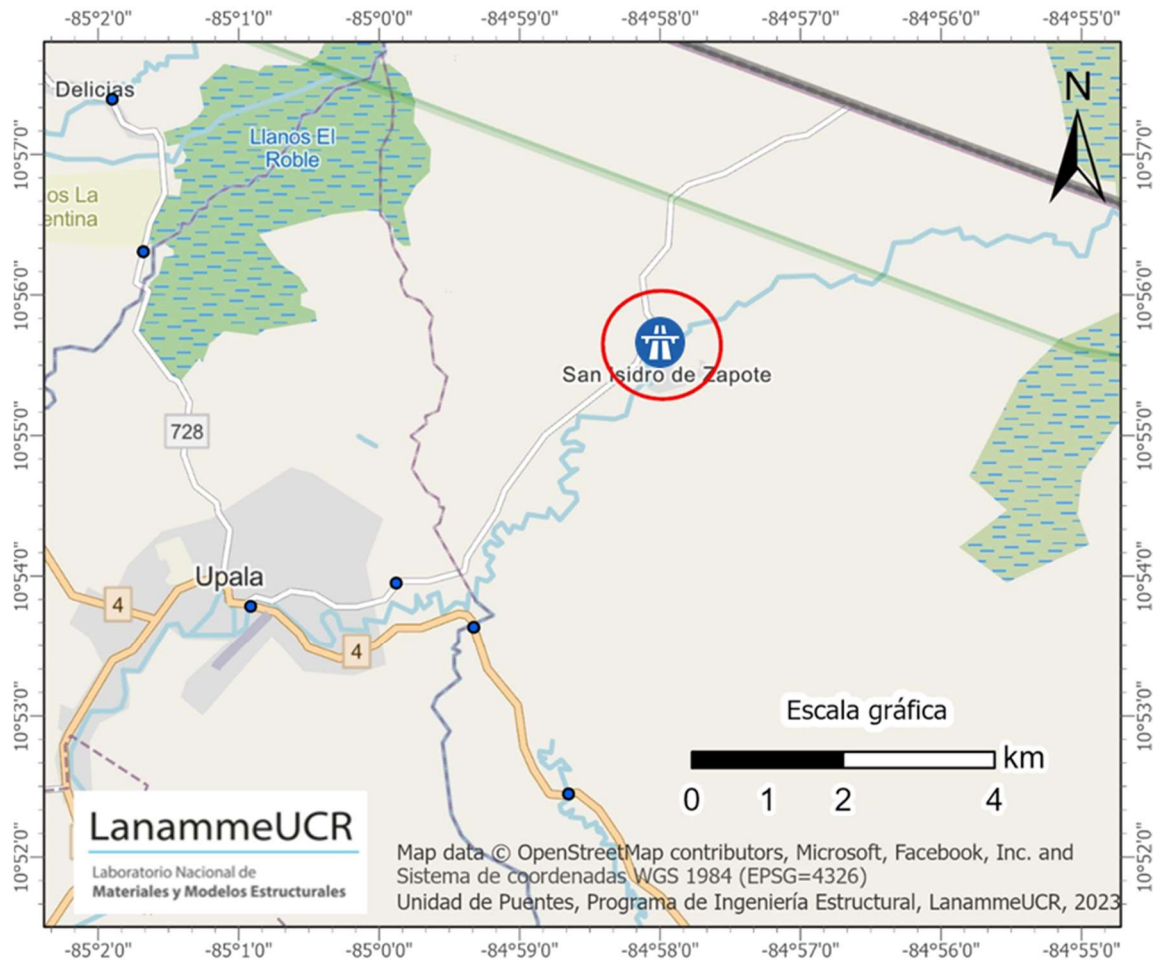 -85°2'0" -85°1'0" -85°0'0" -84°59'0" -84°58'0" -84°57'0" -84°56'0" -84°55'0"
Delicias
N
Llanos El
Roble
10°57'0"
10°57'0"
os La
entina
10°56'0"
10°56'0"
San Isidro de Zapote
10°55'0"
10°55'0"
728
10°54'0"
10°54'0"
Upala
4
4
10°53'0"
10°53'0"
Escala gráfica
km
0 1 2 4
10°52'0"
10°52'0"
LanammeUCR
Laboratorio Nacional de
Materiales y Modelos Estructurales
Map data © OpenStreetMap contributors, Microsoft, Facebook, Inc. and
Sistema de coordenadas WGS 1984 (EPSG=4326)
Unidad de Puentes, Programa de Ingeniería Estructural, LanammeUCR, 2023
-85°2'0" -85°1'0" -85°0'0" -84°59'0" -84°58'0" -84°57'0" -84°56'0" -84°55'0"